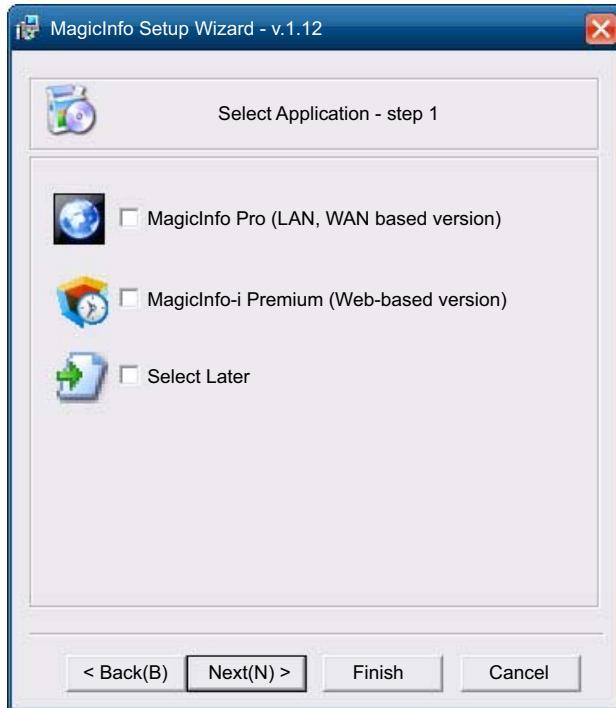 MagicInfo Setup Wizard - v.1.12
Select Application - step 1
MagicInfo Pro (LAN, WAN based version)
MagicInfo-i Premium (Web-based version)
Select Later
< Back(B) Next(N) > Finish Cancel